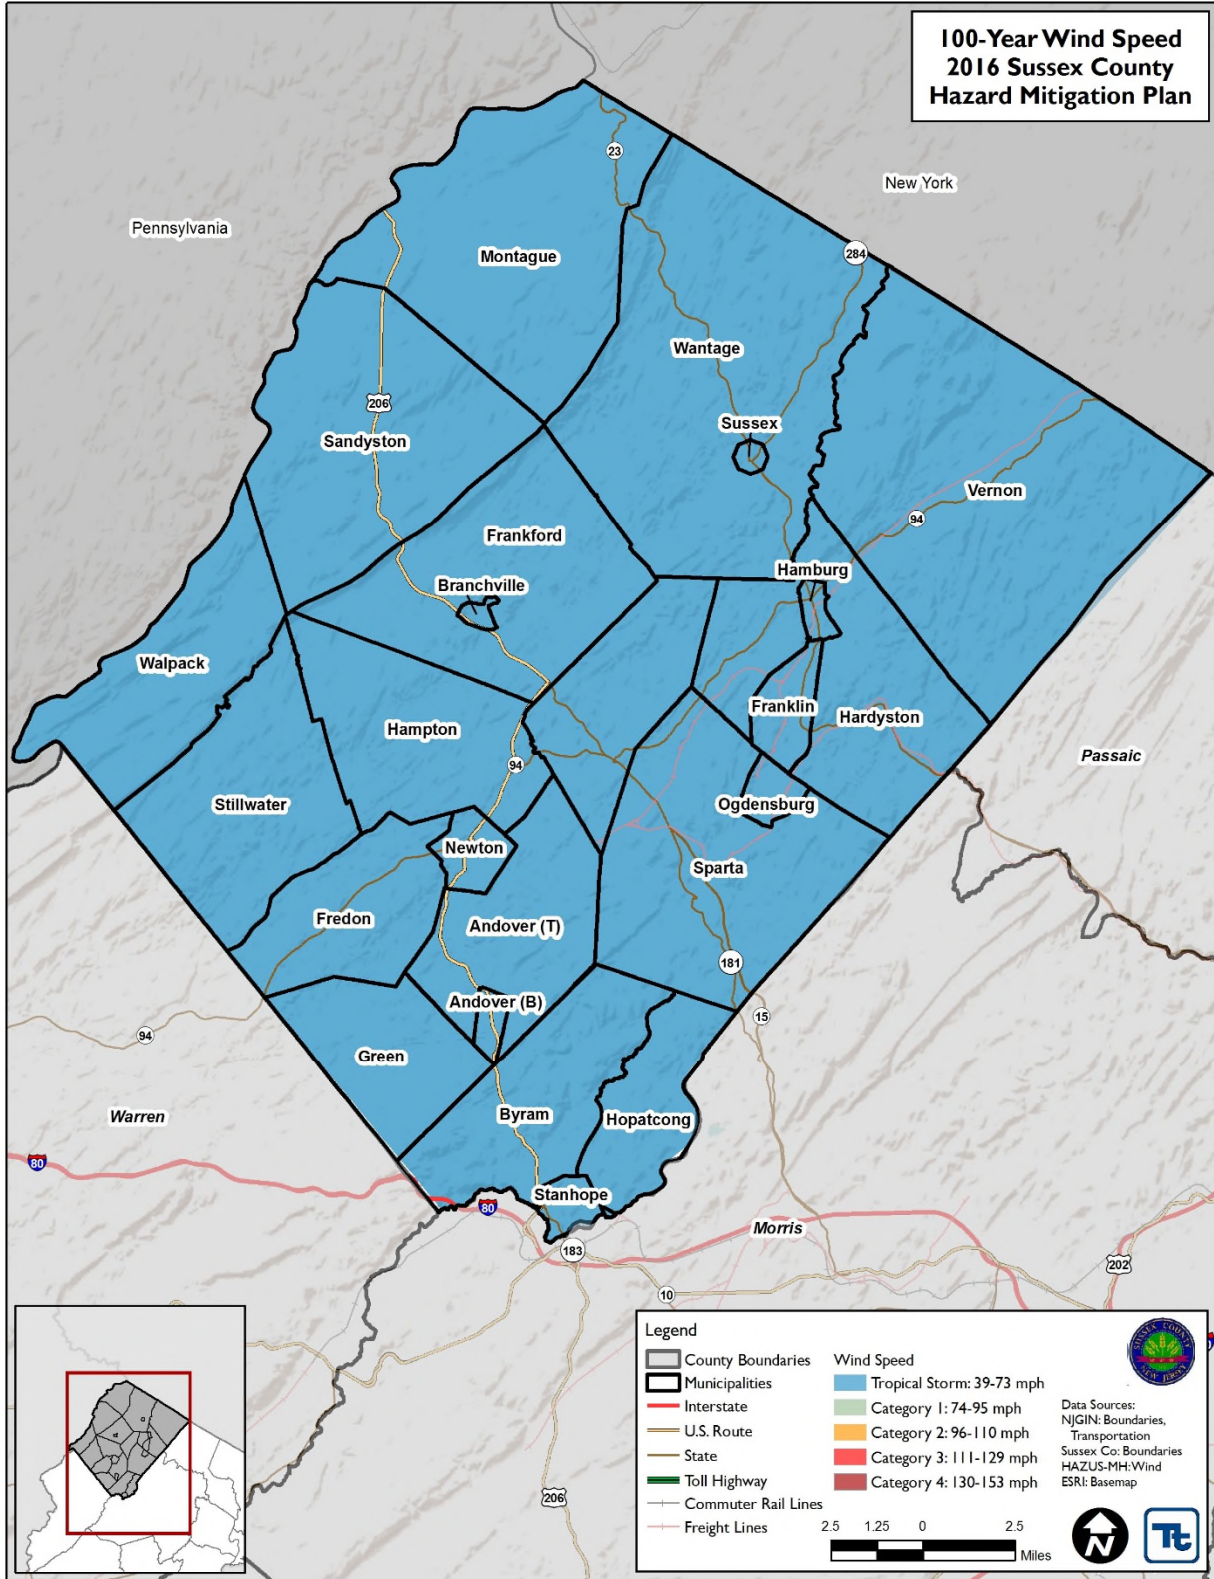 100-Year Wind Speed
2016 Sussex County
Hazard Mitigation Plan
23
New York
Pennsylvania
284
Montague
Wantage
206
Sussex
Sandyston
Vernon
94
Frankford
Hamburg
Branchville
Walpack
Franklin
Hardyston
Hampton
Passaic
94
Stillwater
Ogdensburg
Newton
Sparta
Fredon
Andover (T)
181
Andover (B)
15
94
Green
Warren
Byram
Hopatcong
80
Stanhope
80
Morris
183
202
10
206
Legend
County Boundaries
Municipalities
Interstate
U.S. Route
State
Toll Highway
Commuter Rail Lines
Freight Lines
Wind Speed
Tropical Storm: 39-73 mph
Category 1: 74-95 mph
Category 2: 96-110 mph
Category 3: 111-129 mph
Category 4: 130-153 mph
SUSSEX COUNTY
NEW JERSEY
Data Sources:
NJGIN: Boundaries,
Transportation
Sussex Co: Boundaries
HAZUS-MH: Wind
ESRI: Basemap
2.5 1.25 0 2.5
Miles
N
Tt